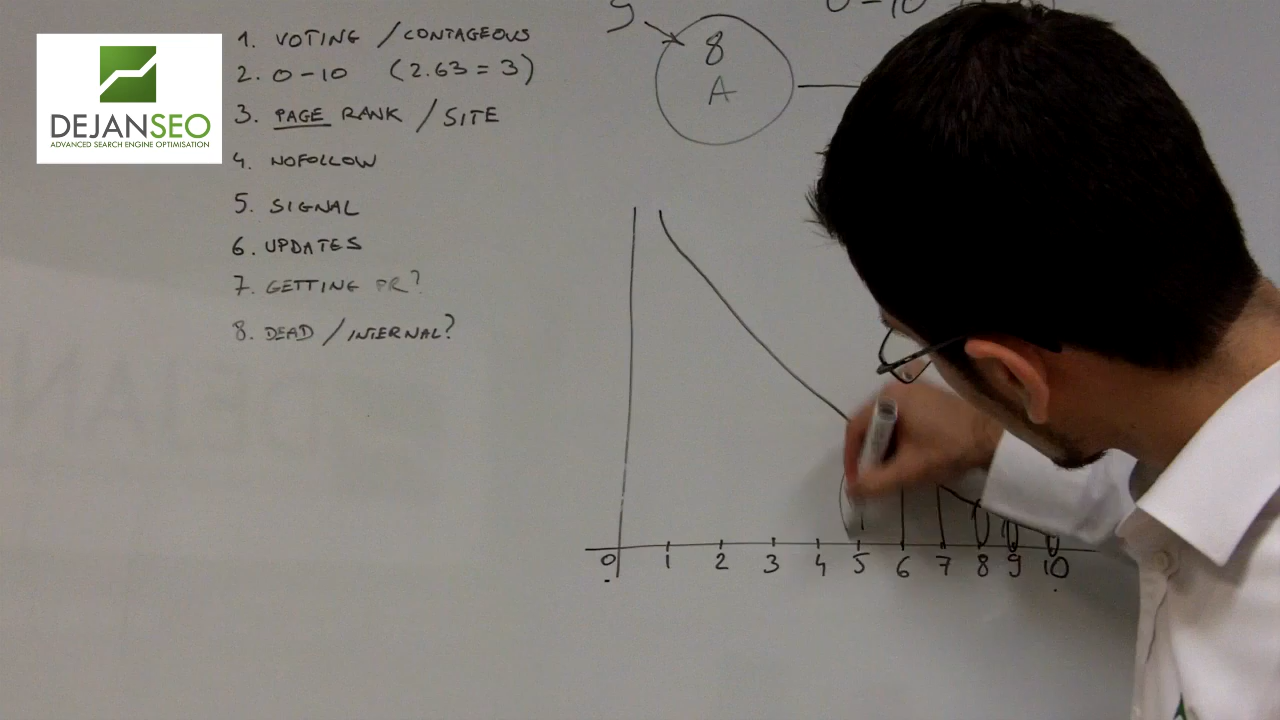 DEJANSEO
ADVANCED SEARCH ENGINE OPTIMISATION
1. VOTING / CONTAGEOUS
2. 0-10 (2.63 = 3)
3. PAGE RANK / SITE
4. NOFOLLOW
5. SIGNAL
6. UPDATES
7. GETTING PR?
8. DEAD / INTERNAL?
8
A
0 1 2 3 4 5 6 7 8 9 10